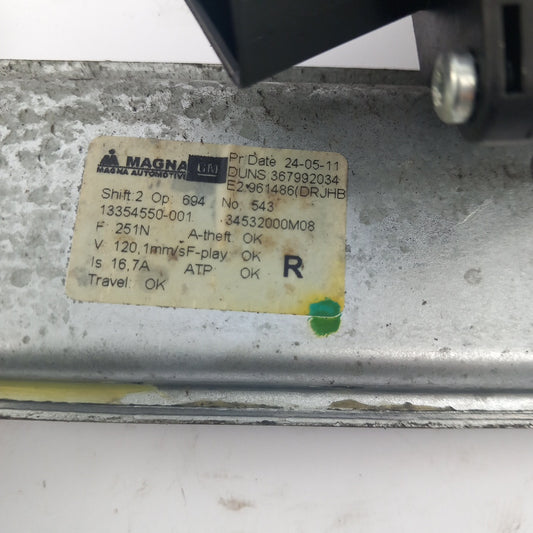 MAGNA
MAGNA AUTOMOTIVE
GM
Pr Date 24-05-11
DUNS 367992034
E2.961486(DRJHB
Shift:2 Op: 694 No: 543
13354550-001 34532000M08
F 251N A-theft OK
V 120,1mm/s F-play OK
Is 16,7A ATP OK
Travel: OK
R